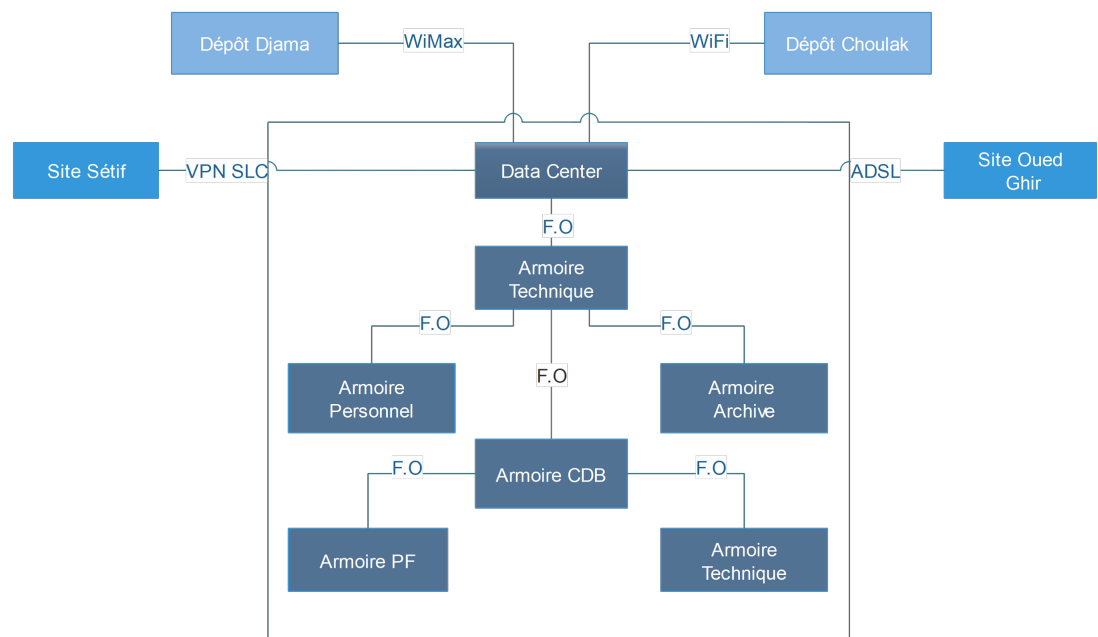 Dépôt Djama
WiMax
WiFi
Dépôt Choulak
Site Sétif
VPN SLC
Data Center
ADSL
Site Oued
Ghir
F.O
Armoire
Technique
F.O
F.O
F.O
Armoire
Personnel
Armoire
Archive
Armoire CDB
F.O
F.O
Armoire PF
Armoire
Technique